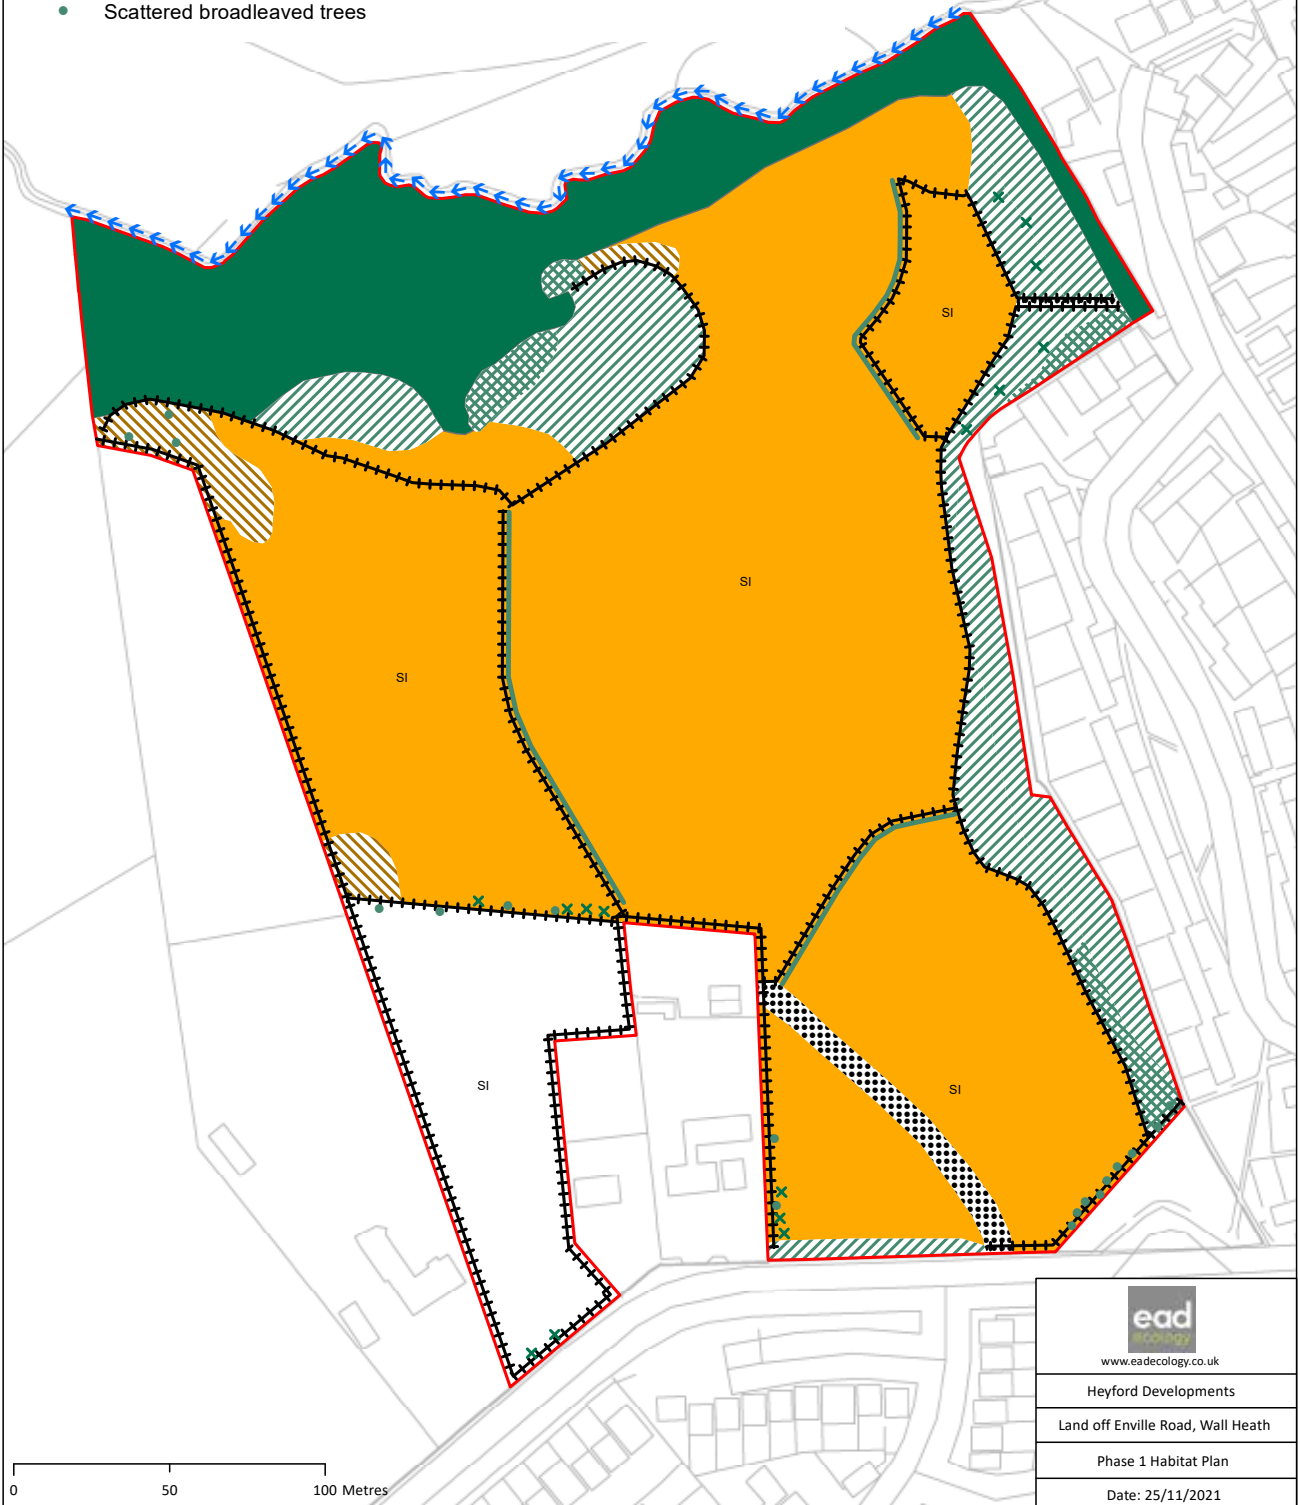 Scattered broadleaved trees
SI
SI
SI
SI
SI
ead
ecology
www.eadecology.co.uk
Heyford Developments
Land off Enville Road, Wall Heath
Phase 1 Habitat Plan
Date: 25/11/2021
0 50 100 Metres